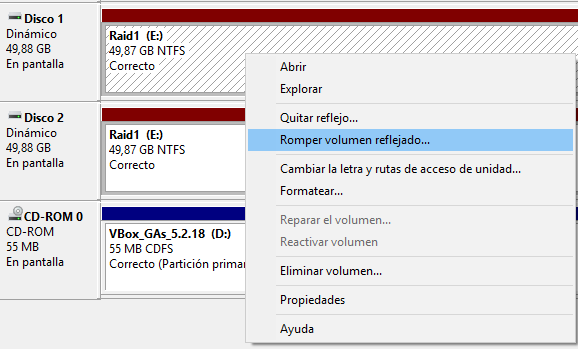 Disco 1
Dinámico
49,88 GB
En pantalla
Raid1 (E:)
49,87 GB NTFS
Correcto
Disco 2
Dinámico
49,88 GB
En pantalla
Raid1 (E:)
49,87 GB NTFS
Correcto
CD-ROM 0
CD-ROM
55 MB
En pantalla
VBox_GAs_5.2.18 (D:)
55 MB CDFS
Correcto (Partición prima
Abrir
Explorar
Quitar reflejo...
Romper volumen reflejado...
Cambiar la letra y rutas de acceso de unidad...
Formatear...
Reparar el volumen...
Reactivar volumen
Eliminar volumen...
Propiedades
Ayuda